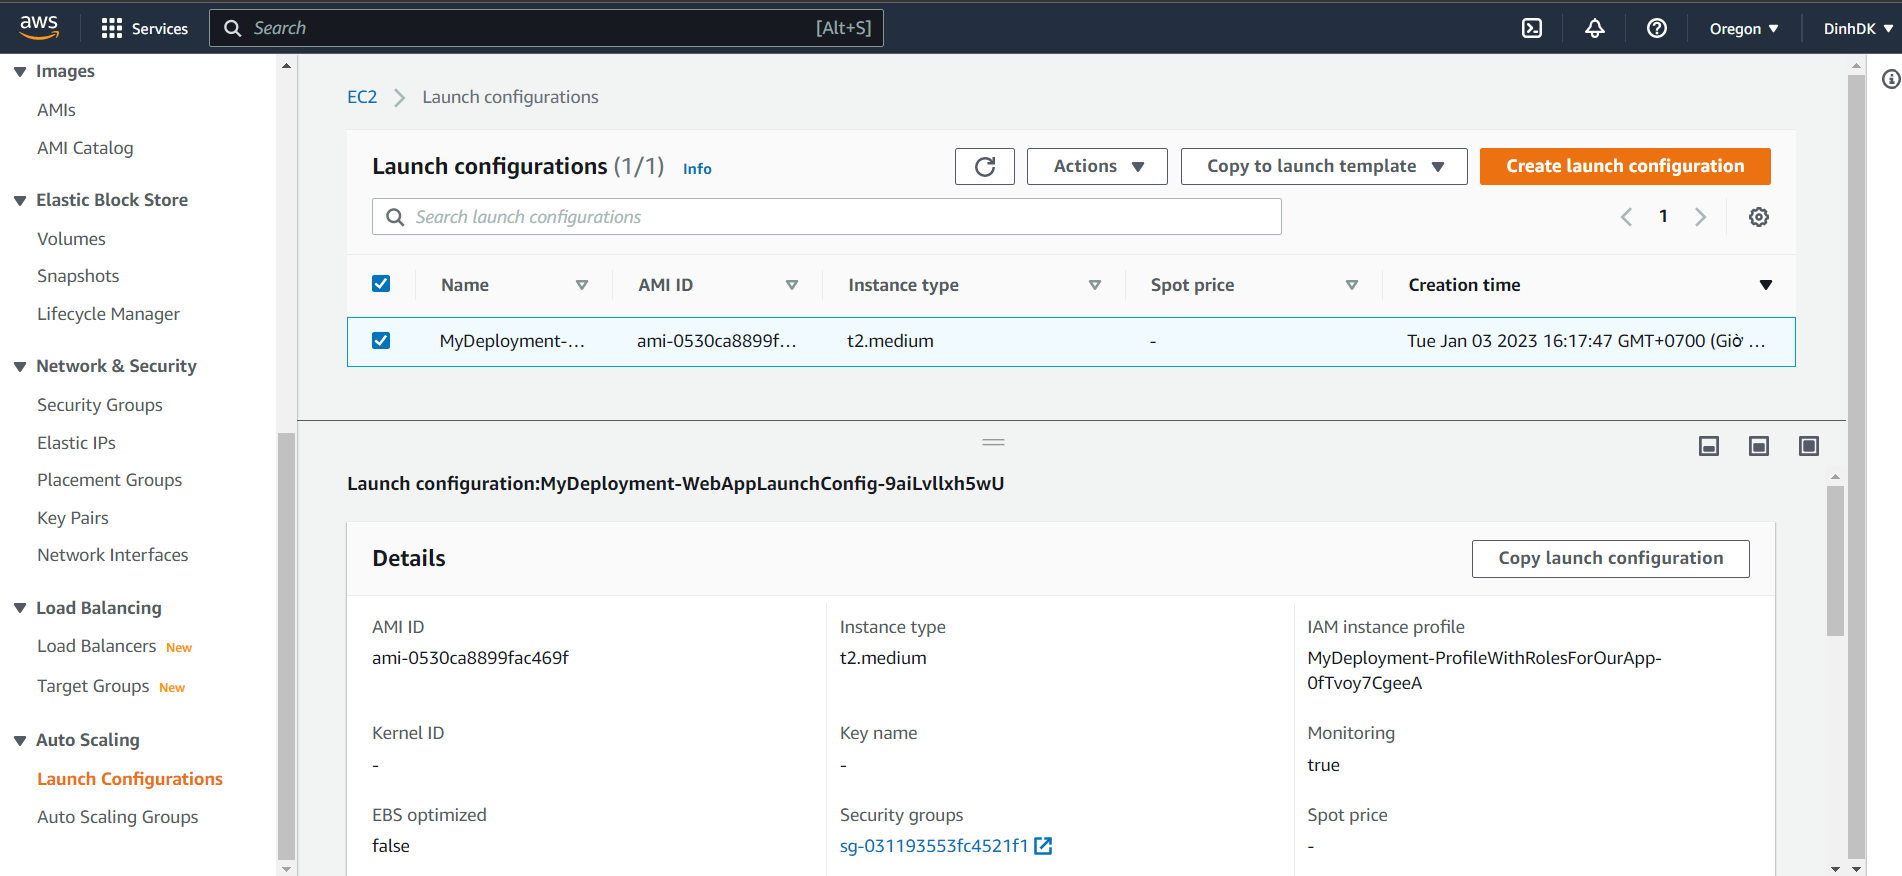 aws Services Search [Alt+S] Oregon DinhDK
Images
AMIs
AMI Catalog
Elastic Block Store
Volumes
Snapshots
Lifecycle Manager
Network & Security
Security Groups
Elastic IPs
Placement Groups
Key Pairs
Network Interfaces
Load Balancing
Load Balancers New
Target Groups New
Auto Scaling
Launch Configurations
Auto Scaling Groups
EC2 Launch configurations
Launch configurations (1/1) Info Actions Copy to launch template Create launch configuration
Search launch configurations 1
Name AMI ID Instance type Spot price Creation time
MyDeployment-... ami-0530ca8899f... t2.medium - Tue Jan 03 2023 16:17:47 GMT+0700 (Giờ ...
Launch configuration:MyDeployment-WebAppLaunchConfig-9aiLvllxh5wU
Details Copy launch configuration
AMI ID Instance type IAM instance profile
ami-0530ca8899fac469f t2.medium MyDeployment-ProfileWithRolesForOurApp-
0fTvoy7CgeeA
Kernel ID Key name Monitoring
- - true
EBS optimized Security groups Spot price
false sg-031193553fc4521f1 -